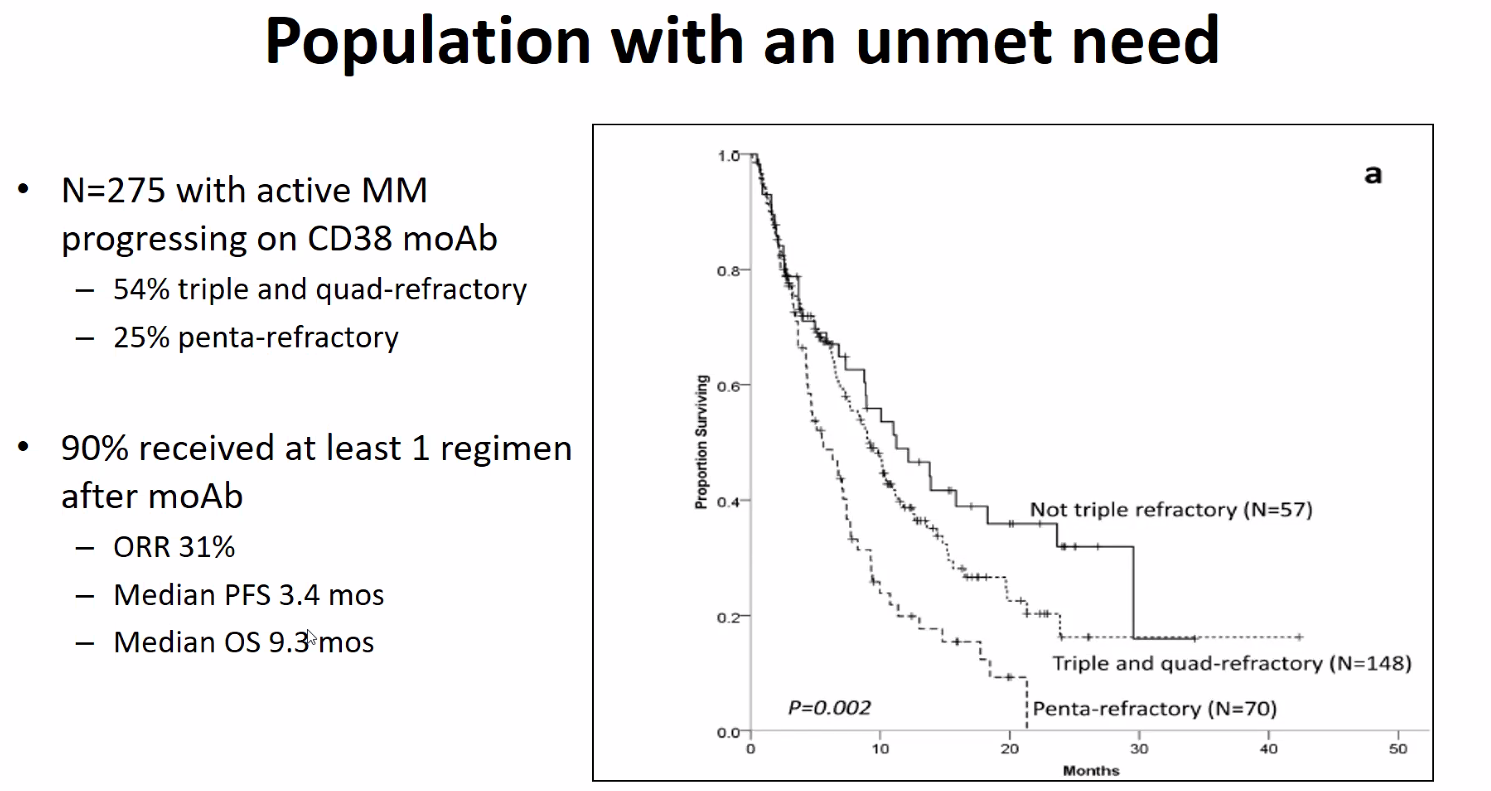 Population with an unmet need
• N=275 with active MM
progressing on CD38 moAb
– 54% triple and quad-refractory
– 25% penta-refractory
• 90% received at least 1 regimen
after moAb
– ORR 31%
– Median PFS 3.4 mos
– Median OS 9.3 mos
a
Proportion Surviving
1.0
0.8
0.6
0.4
0.2
0.0
Not triple refractory (N=57)
Triple and quad-refractory (N=148)
P=0.002
Penta-refractory (N=70)
0 10 20 30 40 50
Months